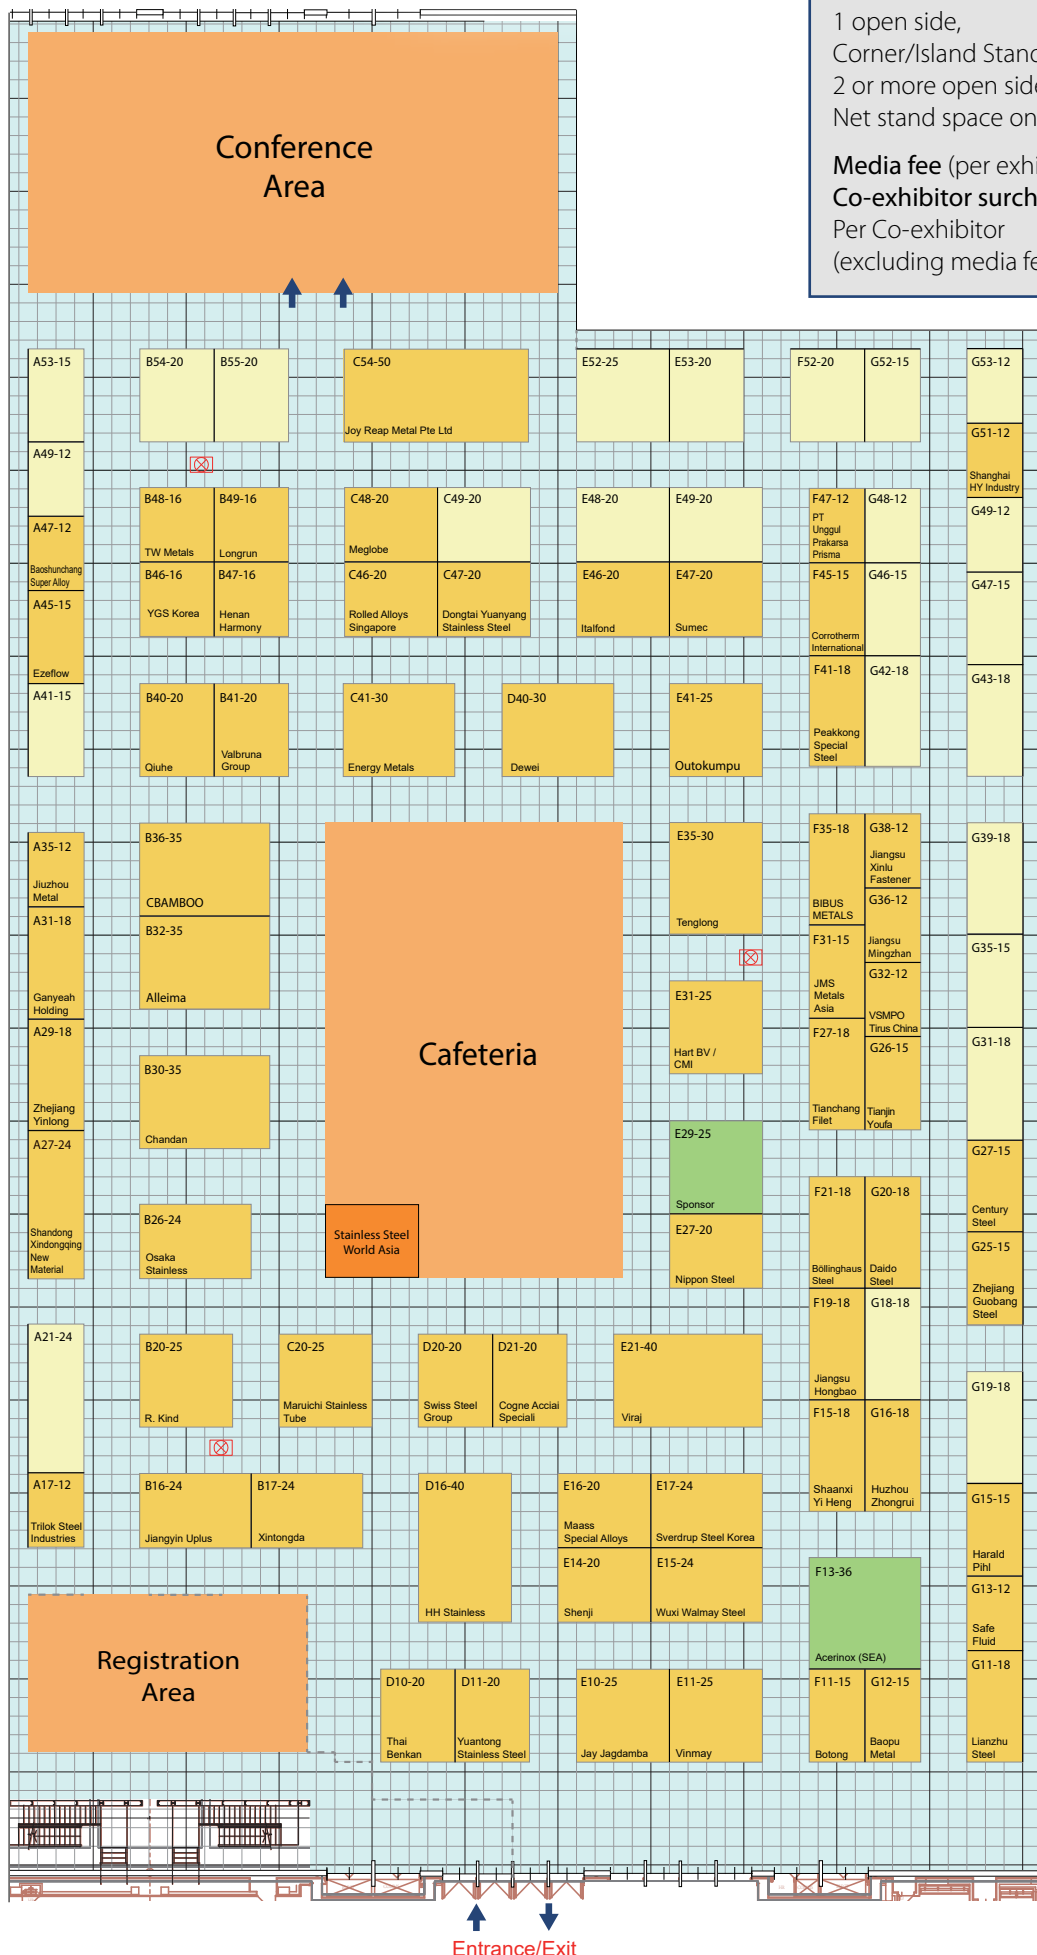 1 open side,
Corner/Island Stand
2 or more open side
Net stand space on
Media fee (per exhi
Co-exhibitor surch
Per Co-exhibitor
(excluding media fe
Conference
Area
A53-15
B54-20
B55-20
C54-50
Joy Reap Metal Pte Ltd
E52-25
E53-20
F52-20
G52-15
G53-12
A49-12
G51-12
Shanghai
HY Industry
A47-12
Baoshunchang
Super Alloy
B48-16
TW Metals
B49-16
Longrun
C48-20
Meglobe
C49-20
E48-20
E49-20
F47-12
PT
Unggul
Prakarsa
Prisma
G48-12
G49-12
A45-15
Ezeflow
B46-16
YGS Korea
B47-16
Henan
Harmony
C46-20
Rolled Alloys
Singapore
C47-20
Dongtai Yuanyang
Stainless Steel
E46-20
Italfond
E47-20
Sumec
F45-15
Corrotherm
International
G46-15
G47-15
A41-15
B40-20
Qiuhe
B41-20
Valbruna
Group
C41-30
Energy Metals
D40-30
Dewei
E41-25
Outokumpu
F41-18
Peakkong
Special
Steel
G42-18
G43-18
A35-12
Jiuzhou
Metal
B36-35
CBAMBOO
E35-30
Tenglong
F35-18
BIBUS
METALS
G38-12
Jiangsu
Xinlu
Fastener
G39-18
A31-18
Ganyeah
Holding
B32-35
Alleima
G36-12
Jiangsu
Mingzhan
F31-15
JMS
Metals
Asia
G35-15
G32-12
VSMPO
Tirus China
E31-25
Hart BV /
CMI
Cafeteria
A29-18
Zhejiang
Yinlong
B30-35
Chandan
F27-18
Tianchang
Filet
G26-15
Tianjin
Youfa
G31-18
A27-24
Shandong
Xindongqing
New
Material
E29-25
Sponsor
G27-15
Century
Steel
B26-24
Osaka
Stainless
Stainless Steel
World Asia
E27-20
Nippon Steel
F21-18
Böllinghaus
Steel
G20-18
Daido
Steel
G25-15
Zhejiang
Guobang
Steel
A21-24
B20-25
R. Kind
C20-25
Maruichi Stainless
Tube
D20-20
Swiss Steel
Group
D21-20
Cogne Acciai
Speciali
E21-40
Viraj
F19-18
Jiangsu
Hongbao
G18-18
G19-18
A17-12
Trilok Steel
Industries
B16-24
Jiangyin Uplus
B17-24
Xintongda
D16-40
HH Stainless
E16-20
Maass
Special Alloys
E17-24
Sverdrup Steel Korea
F15-18
Shaanxi
Yi Heng
G16-18
Huzhou
Zhongrui
G15-15
Harald
Pihl
E14-20
Shenji
E15-24
Wuxi Walmay Steel
F13-36
Acerinox (SEA)
G13-12
Safe
Fluid
Registration
Area
D10-20
Thai
Benkan
D11-20
Yuantong
Stainless Steel
E10-25
Jay Jagdamba
E11-25
Vinmay
F11-15
Botong
G12-15
Baopu
Metal
G11-18
Lianzhu
Steel
Entrance/Exit